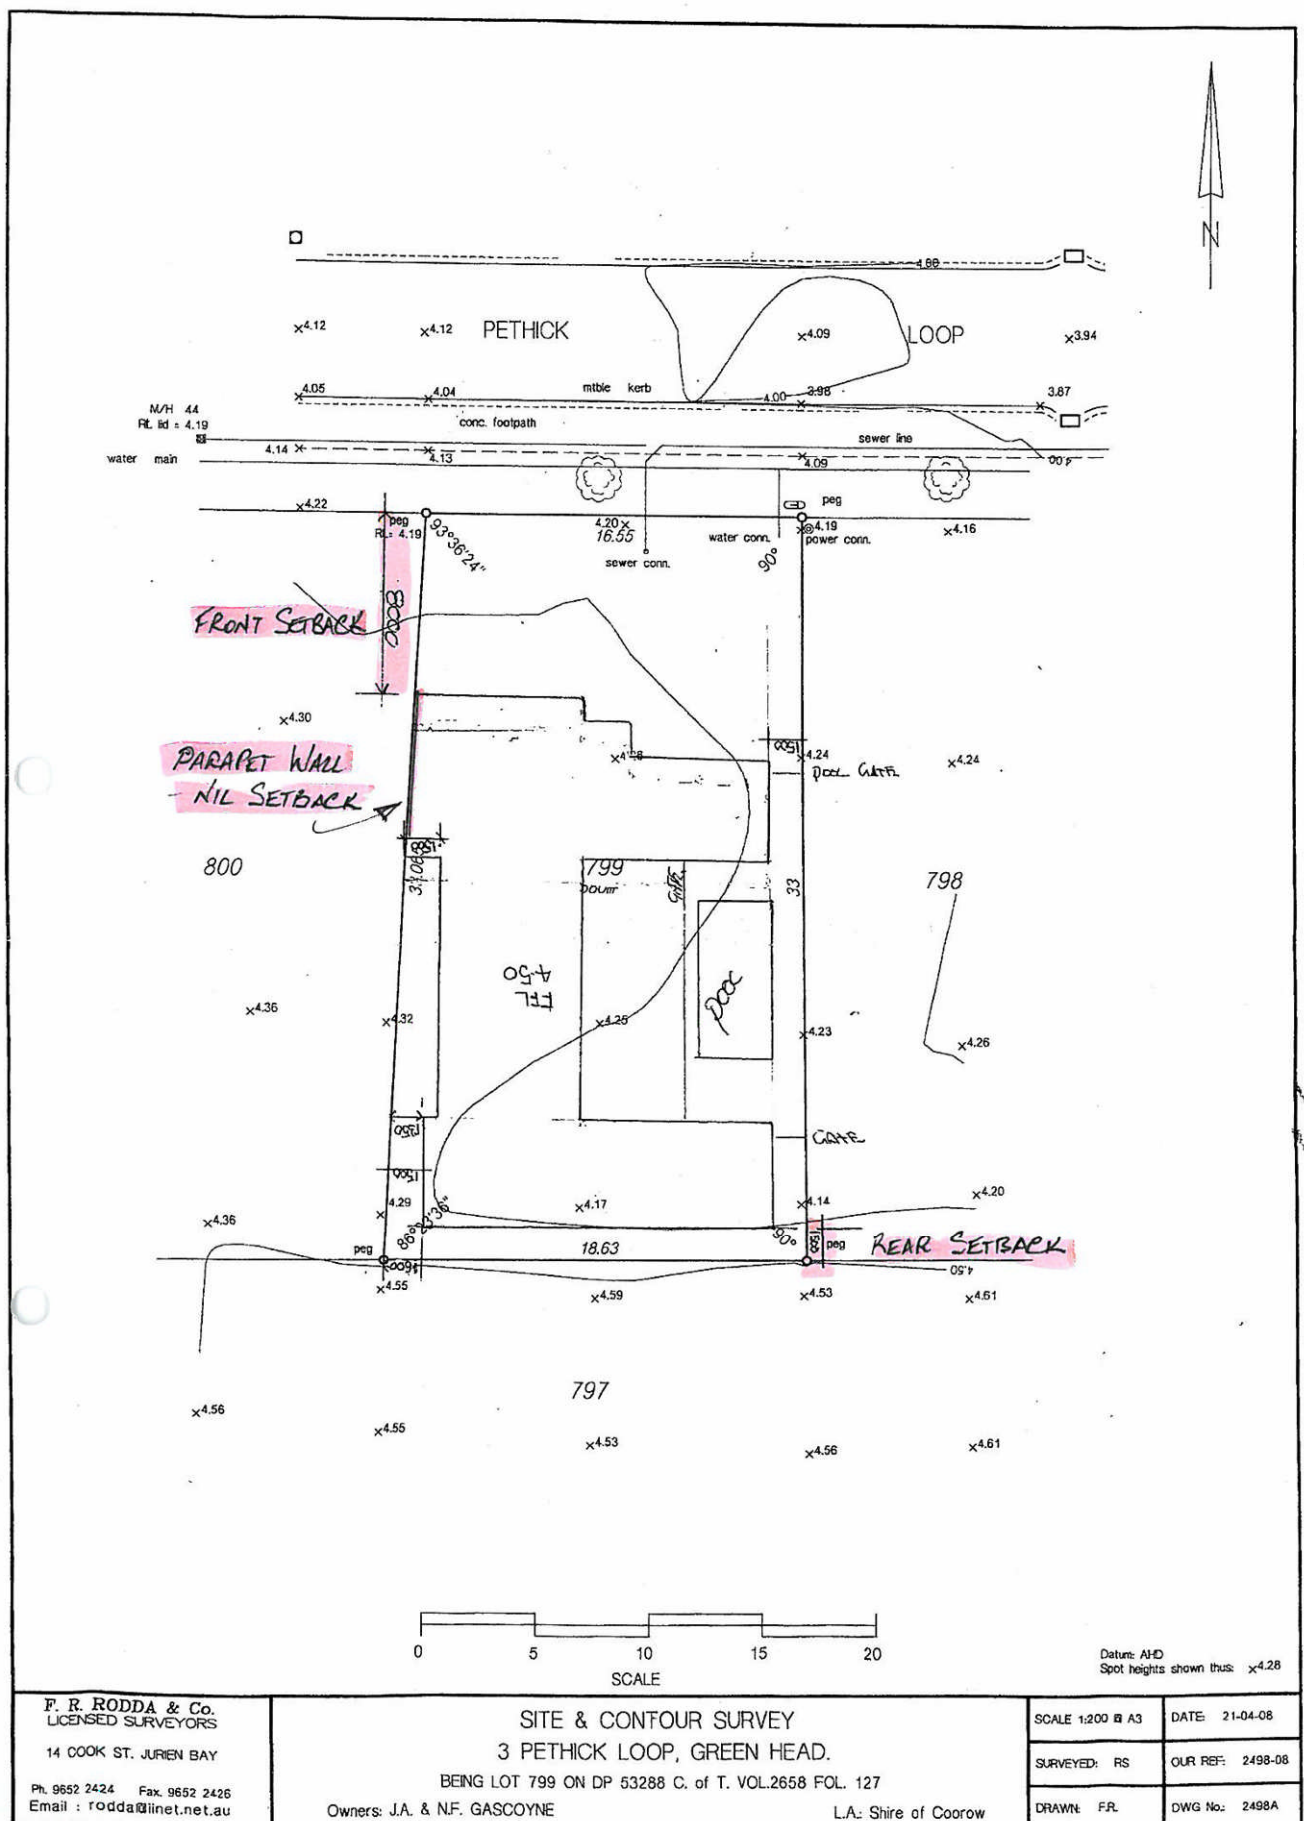 N
4.00
×4.12
×4.12
PETHICK
×4.09
LOOP
×3.94
4.05
4.04
mtble kerb
4.00
3.98
3.87
M/H 44
RL lid = 4.19
conc. footpath
sewer line
4.14
4.13
4.09
4.00
water main
×4.22
peg
RL: 4.19
93°36'24"
4.20×
16.55
sewer conn.
water conn.
90°
peg
4.19
power conn.
×4.16
FRONT SETBACK
8000
×4.30
PARAPET WALL
- NIL SETBACK
1500
4.24
×4.24
POOL GATE
1500
800
799
33
798
GATE
FFL
4.50
POOL
×4.36
×4.32
×4.25
4.23
×4.26
1350
GATE
1500
4.29
×4.17
4.14
×4.20
×4.36
86°23'36"
peg
18.63
90°
1500
peg
REAR SETBACK
1600
4.50
×4.55
×4.59
×4.53
×4.61
797
×4.56
×4.55
×4.53
×4.56
×4.61
0 5 10 15 20
SCALE
Datum: AHD
Spot heights shown thus: ×4.28
F. R. RODDA & Co.
LICENSED SURVEYORS
14 COOK ST. JURIEN BAY
Ph. 9652 2424 Fax. 9652 2426
Email : rodda@iinet.net.au
SITE & CONTOUR SURVEY
3 PETHICK LOOP, GREEN HEAD.
BEING LOT 799 ON DP 53288 C. of T. VOL.2658 FOL. 127
Owners: J.A. & N.F. GASCOYNE
L.A.: Shire of Coorow
SCALE 1:200 @ A3
DATE: 21-04-08
SURVEYED: RS
OUR REF: 2498-08
DRAWN: F.R.
DWG No.: 2498A